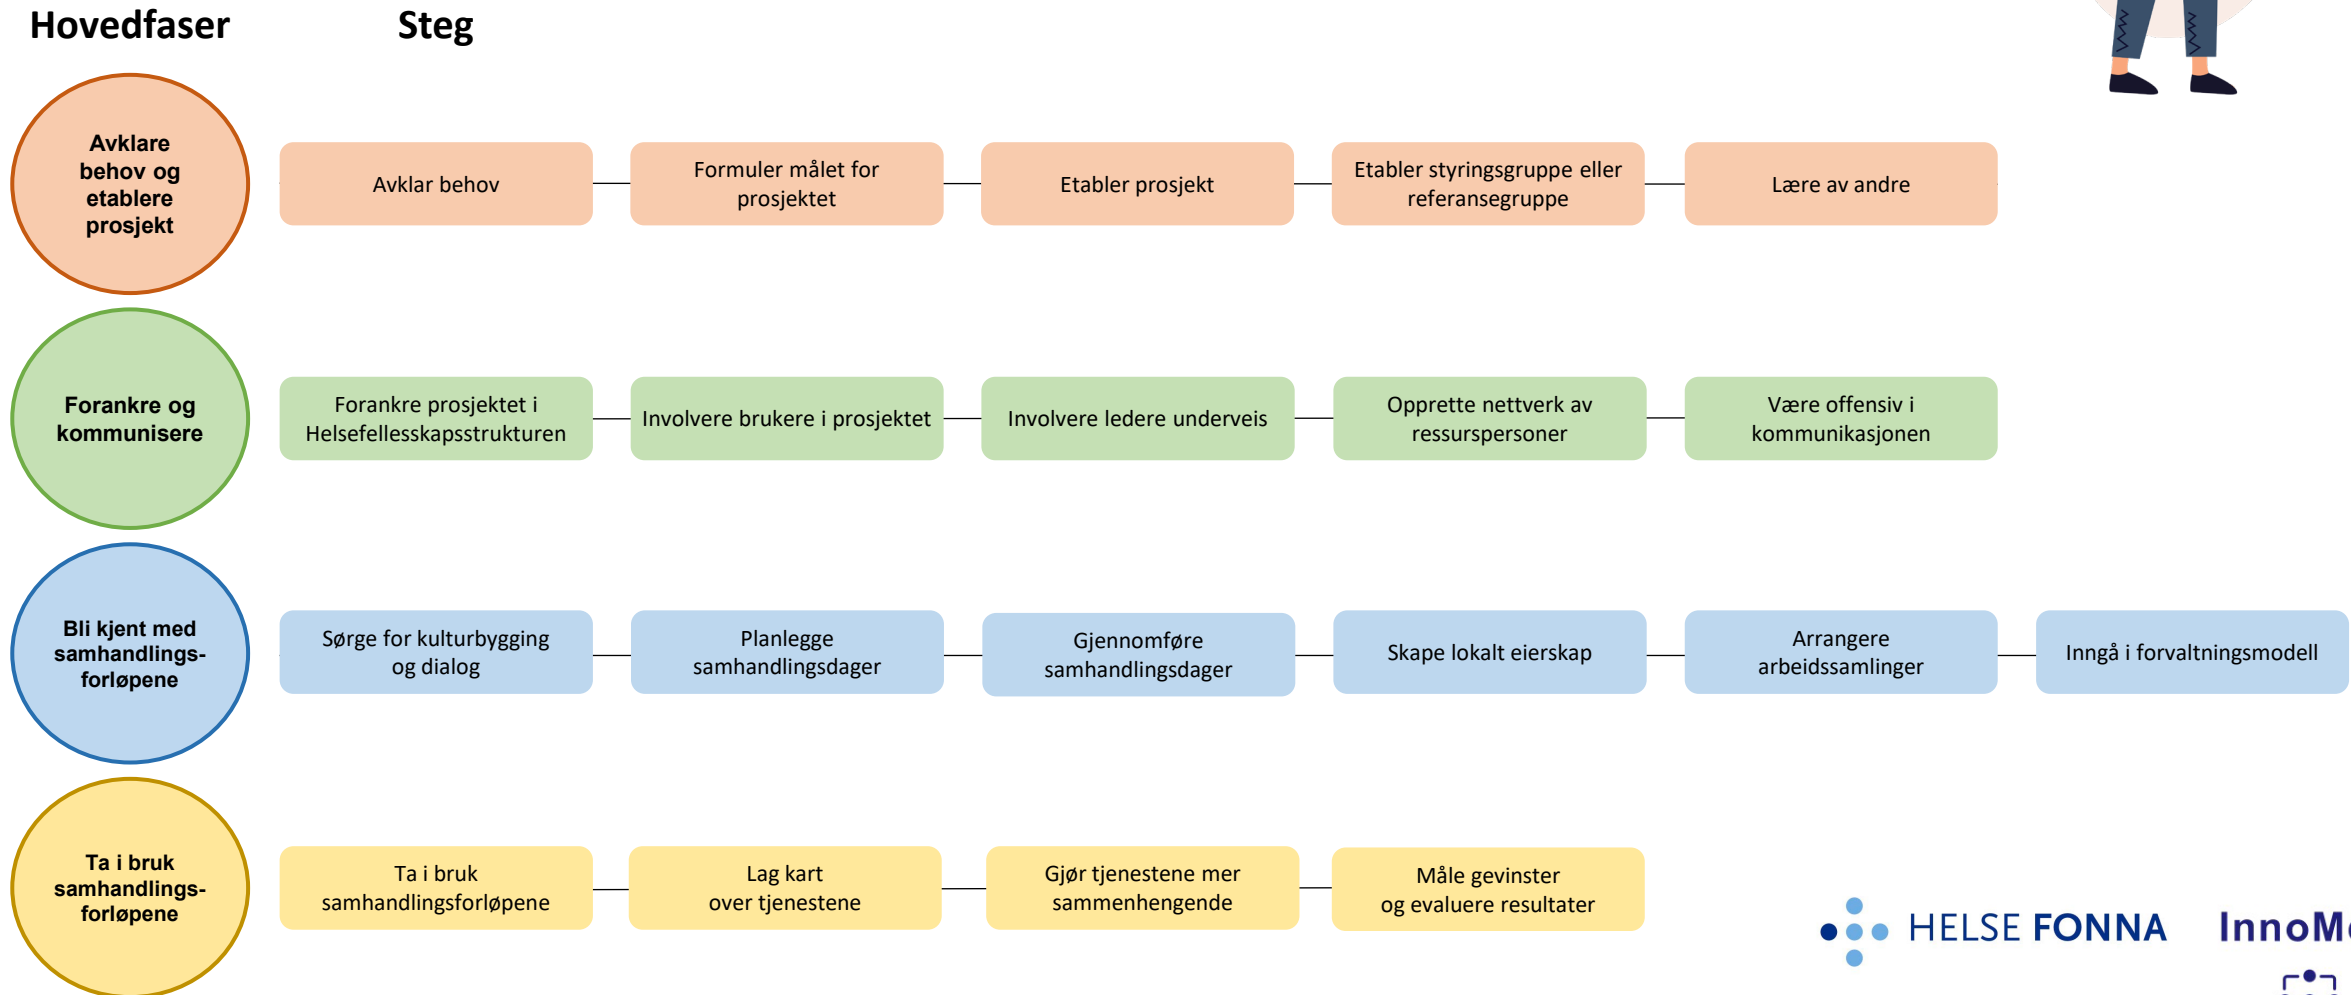 Hovedfaser
Steg
Avklare
behov og
etablere
prosjekt
Avklar behov
Formuler målet for
prosjektet
Etabler prosjekt
Etabler styringsgruppe eller
referansegruppe
Lære av andre
Forankre og
kommunisere
Forankre prosjektet i
Helsefellesskapsstrukturen
Involvere brukere i prosjektet
Involvere ledere underveis
Opprette nettverk av
ressurspersoner
Være offensiv i
kommunikasjonen
Bli kjent med
samhandlings-
forløpene
Sørge for kulturbygging
og dialog
Planlegge
samhandlingsdager
Gjennomføre
samhandlingsdager
Skape lokalt eierskap
Arrangere
arbeidssamlinger
Inngå i forvaltningsmodell
Ta i bruk
samhandlings-
forløpene
Ta i bruk
samhandlingsforløpene
Lag kart
over tjenestene
Gjør tjenestene mer
sammenhengende
Måle gevinster
og evaluere resultater
HELSE FONNA